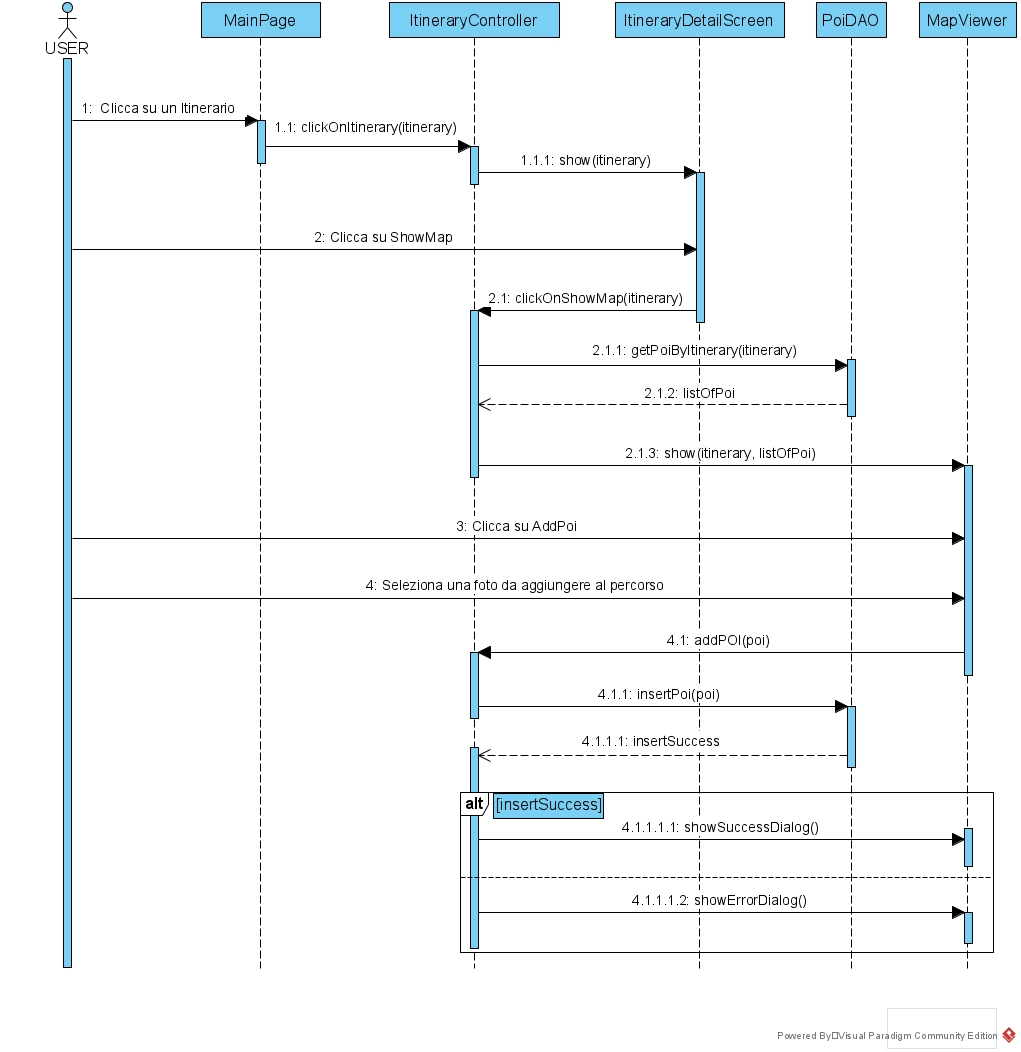 MainPage
ItineraryController
ItineraryDetailScreen
PoiDAO
MapViewer
USER
1: Clicca su un Itinerario
1.1: clickOnItinerary(itinerary)
1.1.1: show(itinerary)
2: Clicca su ShowMap
2.1: clickOnShowMap(itinerary)
2.1.1: getPoiByItinerary(itinerary)
2.1.2: listOfPoi
2.1.3: show(itinerary, listOfPoi)
3: Clicca su AddPoi
4: Seleziona una foto da aggiungere al percorso
4.1: addPOI(poi)
4.1.1: insertPoi(poi)
4.1.1.1: insertSuccess
alt [insertSuccess]
4.1.1.1.1: showSuccessDialog()
4.1.1.1.2: showErrorDialog()
Powered By Visual Paradigm Community Edition